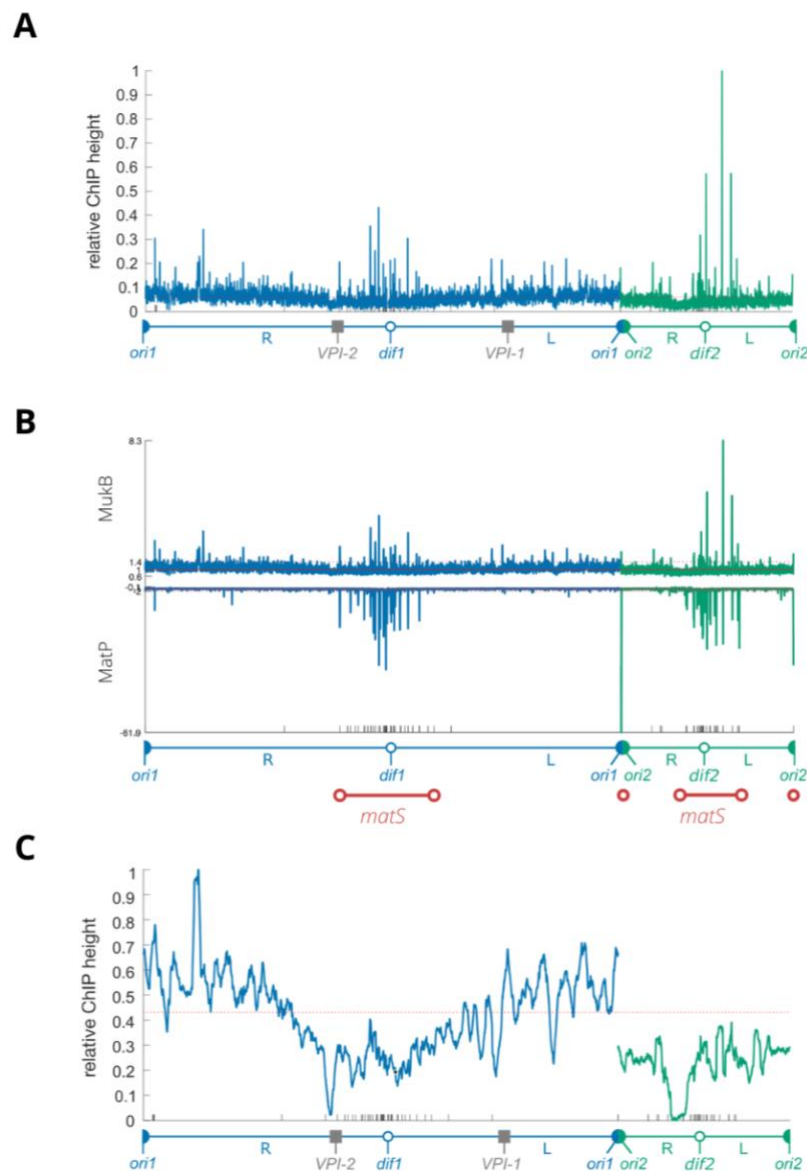 A
relative ChIP height
1
0.9
0.8
0.7
0.6
0.5
0.4
0.3
0.2
0.1
0
R L R L
ori1 VPI-2 dif1 VPI-1 ori1 ori2 dif2 ori2
B
MukB
8.3
1.4
1
0.6
MatP
-61.9
R L R L
ori1 dif1 ori1 ori2 dif2 ori2
matS matS
C
relative ChIP height
1
0.9
0.8
0.7
0.6
0.5
0.4
0.3
0.2
0.1
0
R L R L
ori1 VPI-2 dif1 VPI-1 ori1 ori2 dif2 ori2